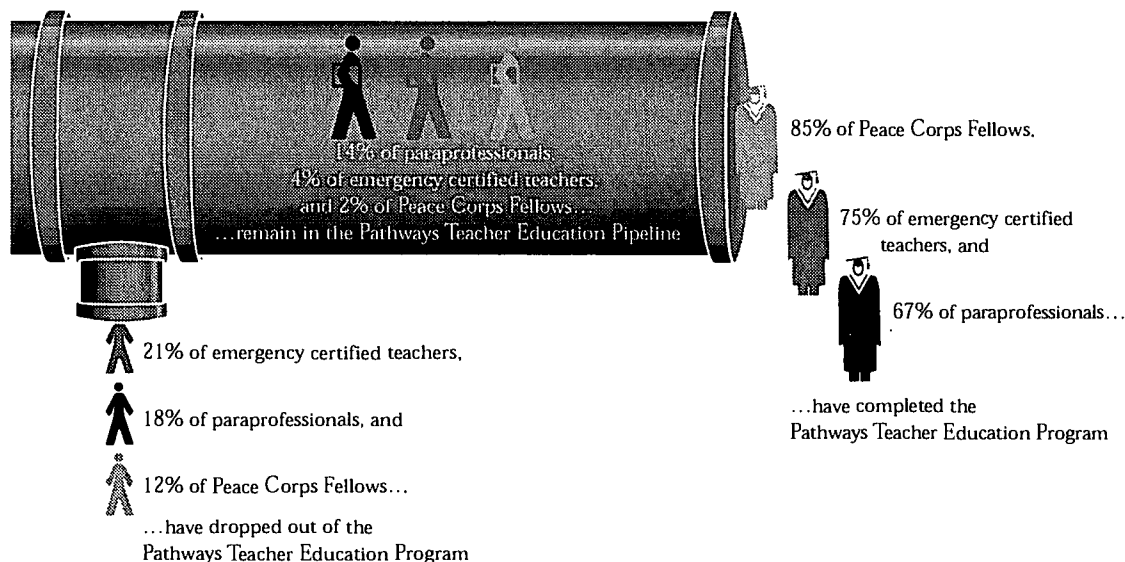 14% of paraprofessionals,
4% of emergency certified teachers,
and 2% of Peace Corps Fellows...
...remain in the Pathways Teacher Education Pipeline
85% of Peace Corps Fellows,
75% of emergency certified
teachers, and
67% of paraprofessionals...
...have completed the
Pathways Teacher Education Program
21% of emergency certified teachers,
18% of paraprofessionals, and
12% of Peace Corps Fellows...
...have dropped out of the
Pathways Teacher Education Program